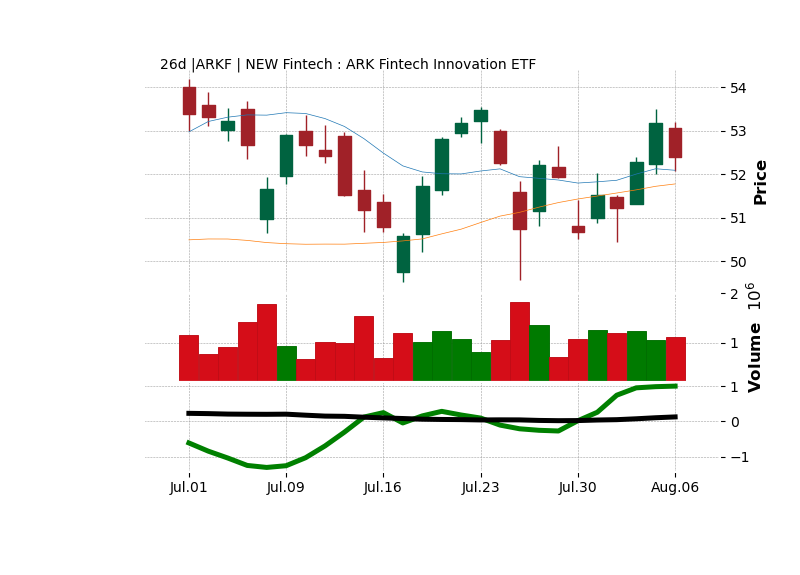 26d |ARKF | NEW Fintech : ARK Fintech Innovation ETF
54
53
52
51
50
Price
2
1
Volume 10^6
1
0
−1
Jul.01 Jul.09 Jul.16 Jul.23 Jul.30 Aug.06